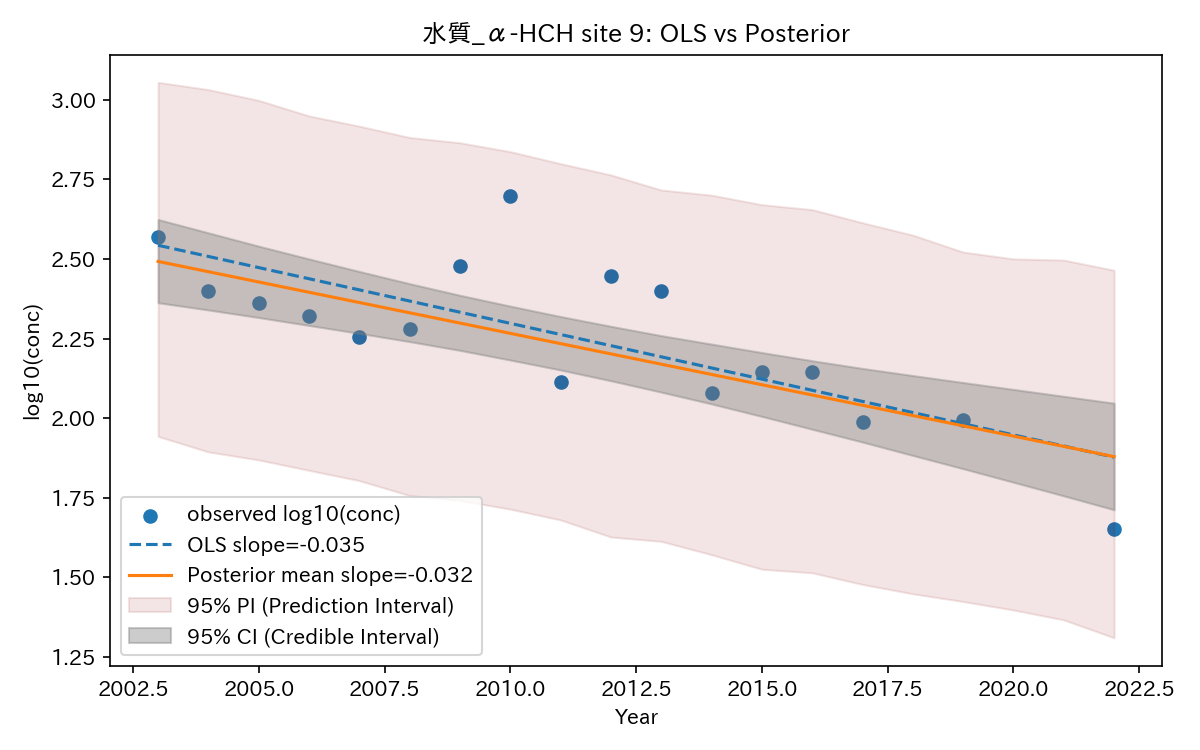 水質_α-HCH site 9: OLS vs Posterior
log10(conc)
3.00
2.75
2.50
2.25
2.00
1.75
1.50
1.25
observed log10(conc)
OLS slope=-0.035
Posterior mean slope=-0.032
95% PI (Prediction Interval)
95% CI (Credible Interval)
2002.5 2005.0 2007.5 2010.0 2012.5 2015.0 2017.5 2020.0 2022.5
Year